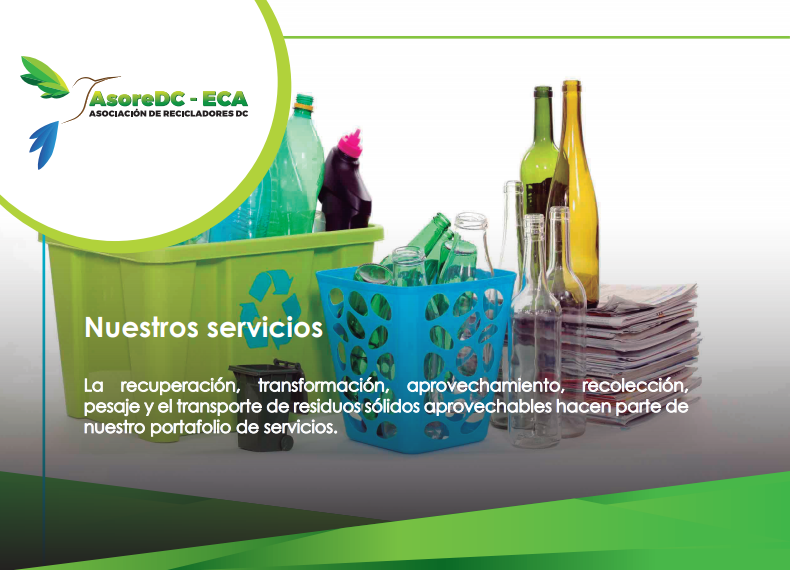 AsoreDC - ECA
ASOCIACIÓN DE RECICLADORES DC
Nuestros servicios
La recuperación, transformación, aprovechamiento, recolección,
pesaje y el transporte de residuos sólidos aprovechables hacen parte de
nuestro portafolio de servicios.